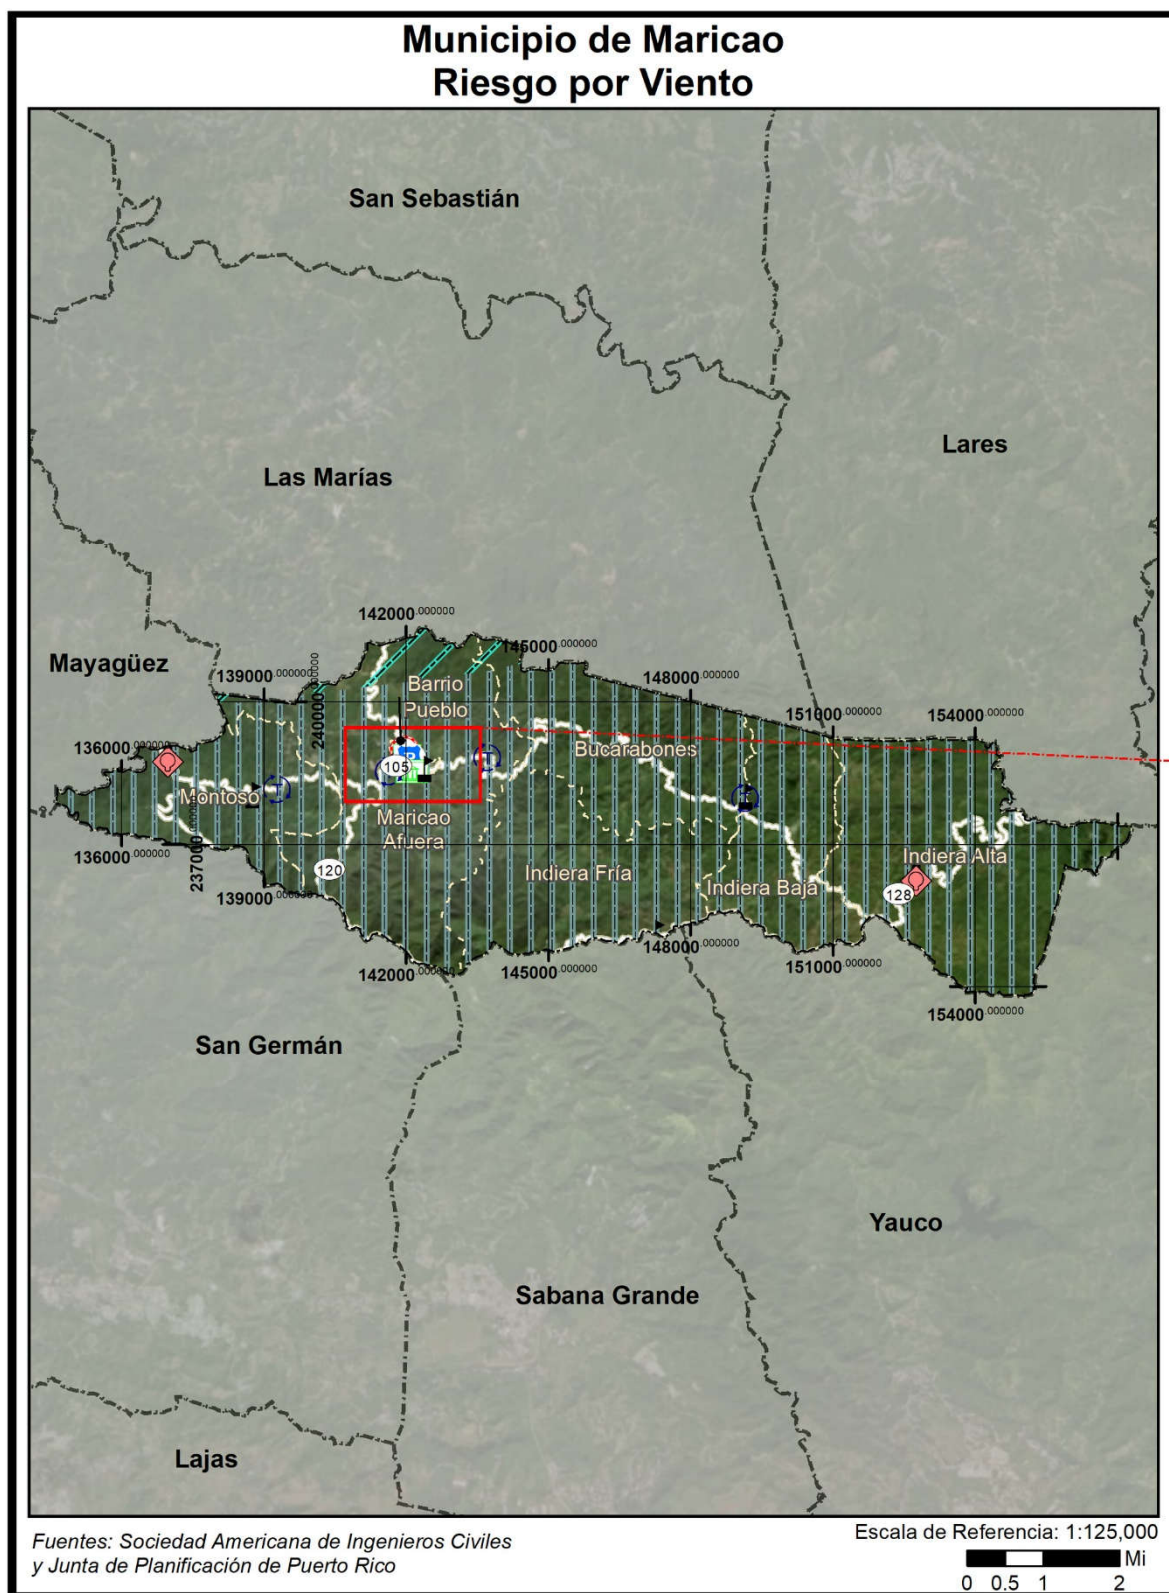 Municipio de Maricao
Riesgo por Viento
San Sebastián
Lares
Las Marías
142000.000000
Mayagüez
145000.000000
139000.000000
148000.000000
Barrio
Pueblo
240000.000000
151000.000000
154000.000000
136000.000000
Bucarabones
105
Montoso
Maricao
Afuera
136000.000000
237000.000000
120
Indiera Fría
Indiera Alta
Indiera Baja
128
139000.000000
148000.000000
142000.000000
145000.000000
151000.000000
154000.000000
San Germán
Yauco
Sabana Grande
Lajas
Fuentes: Sociedad Americana de Ingenieros Civiles
y Junta de Planificación de Puerto Rico
Escala de Referencia: 1:125,000
Mi
0 0.5 1 2